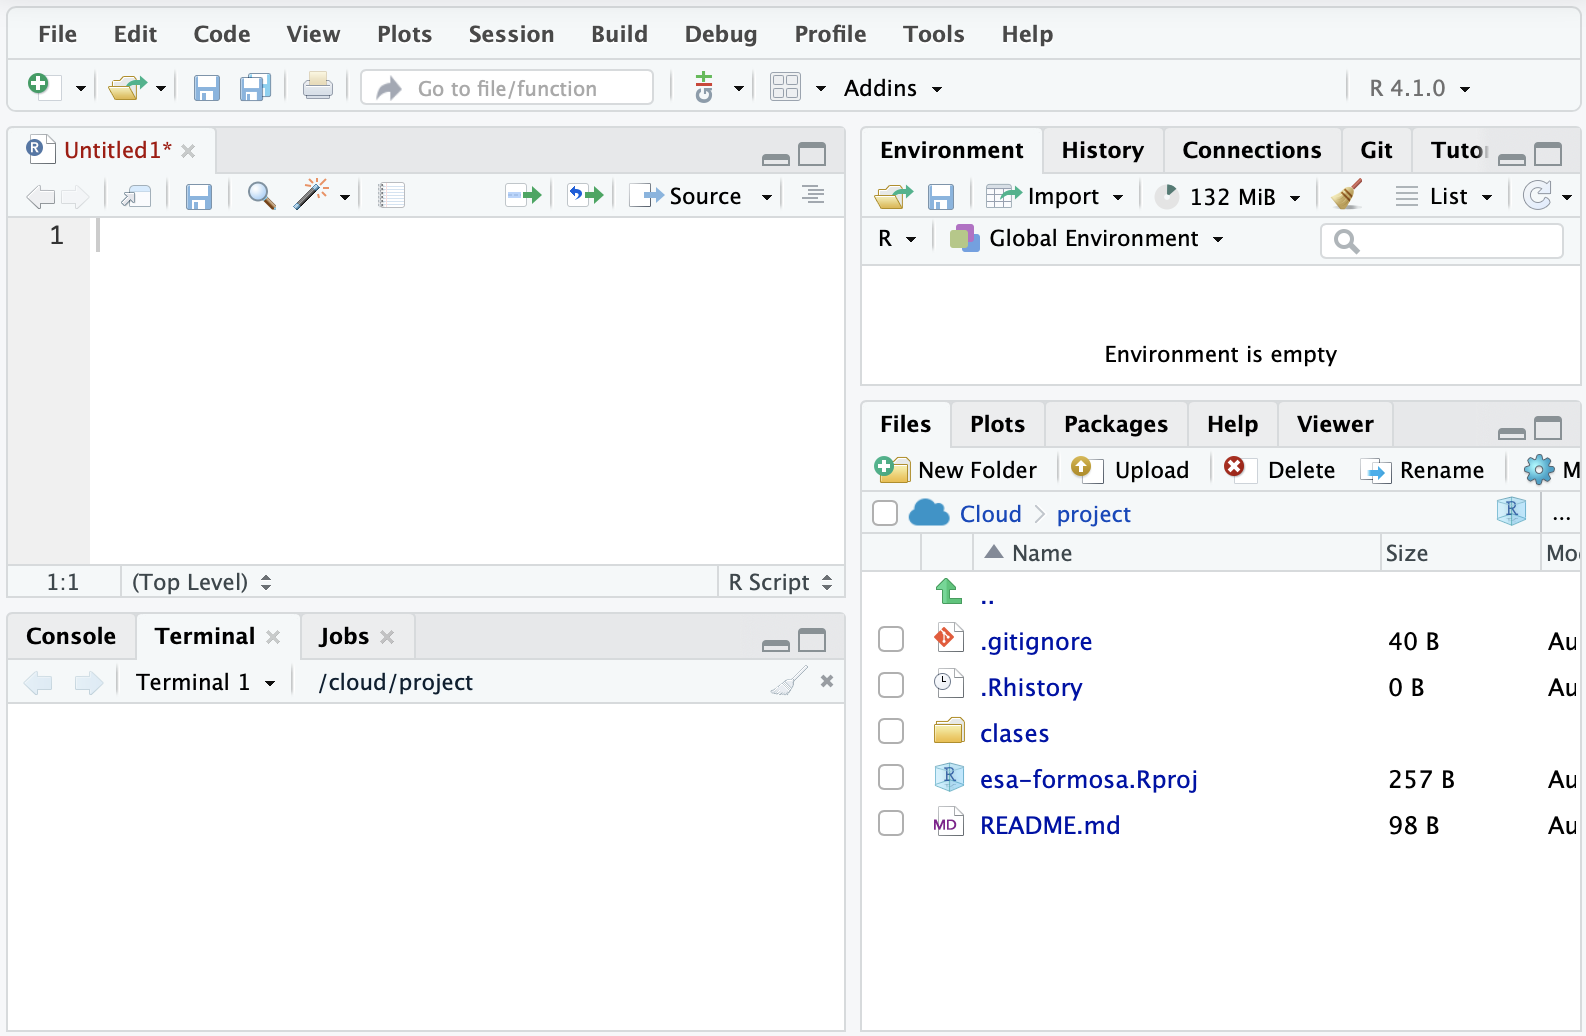 File Edit Code View Plots Session Build Debug Profile Tools Help
Go to file/function Addins R 4.1.0
Untitled1*
Source
1
1:1 (Top Level) R Script
Console Terminal Jobs
Terminal 1 /cloud/project
Environment History Connections Git Tuto
Import 132 MiB List
R Global Environment
Environment is empty
Files Plots Packages Help Viewer
New Folder Upload Delete Rename M
Cloud project R ...
Name Size Mo
..
.gitignore 40 B Au
.Rhistory 0 B Au
clases
R esa-formosa.Rproj 257 B Au
MD README.md 98 B Au